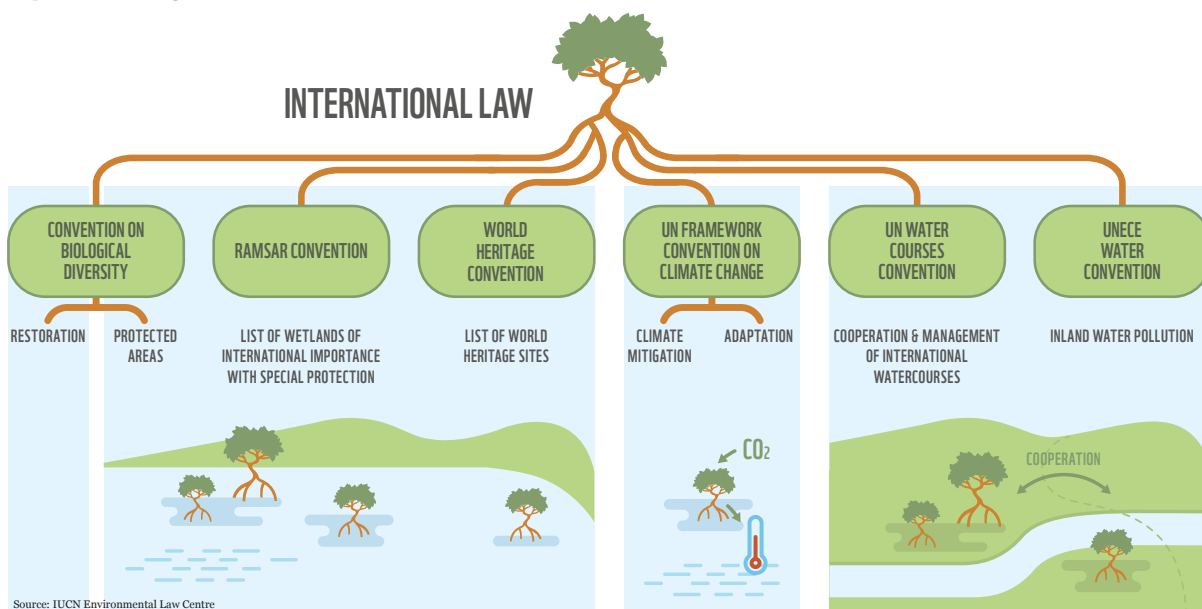 INTERNATIONAL LAW
CONVENTION ON
BIOLOGICAL
DIVERSITY
RAMSAR CONVENTION
WORLD
HERITAGE
CONVENTION
UN FRAMEWORK
CONVENTION ON
CLIMATE CHANGE
UN WATER
COURSES
CONVENTION
UNECE
WATER
CONVENTION
RESTORATION
PROTECTED
AREAS
LIST OF WETLANDS OF
INTERNATIONAL IMPORTANCE
WITH SPECIAL PROTECTION
LIST OF WORLD
HERITAGE SITES
CLIMATE
MITIGATION
ADAPTATION
COOPERATION & MANAGEMENT
OF INTERNATIONAL
WATERCOURSES
INLAND WATER POLLUTION
CO₂
COOPERATION
Source: IUCN Environmental Law Centre